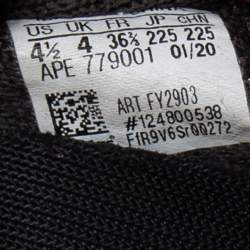 US UK FR JP CHN
4½ 4 36⅔ 225 225
APE 779001 01/20
ART FY2903
#124800538
F1R9V6Sr0Q272